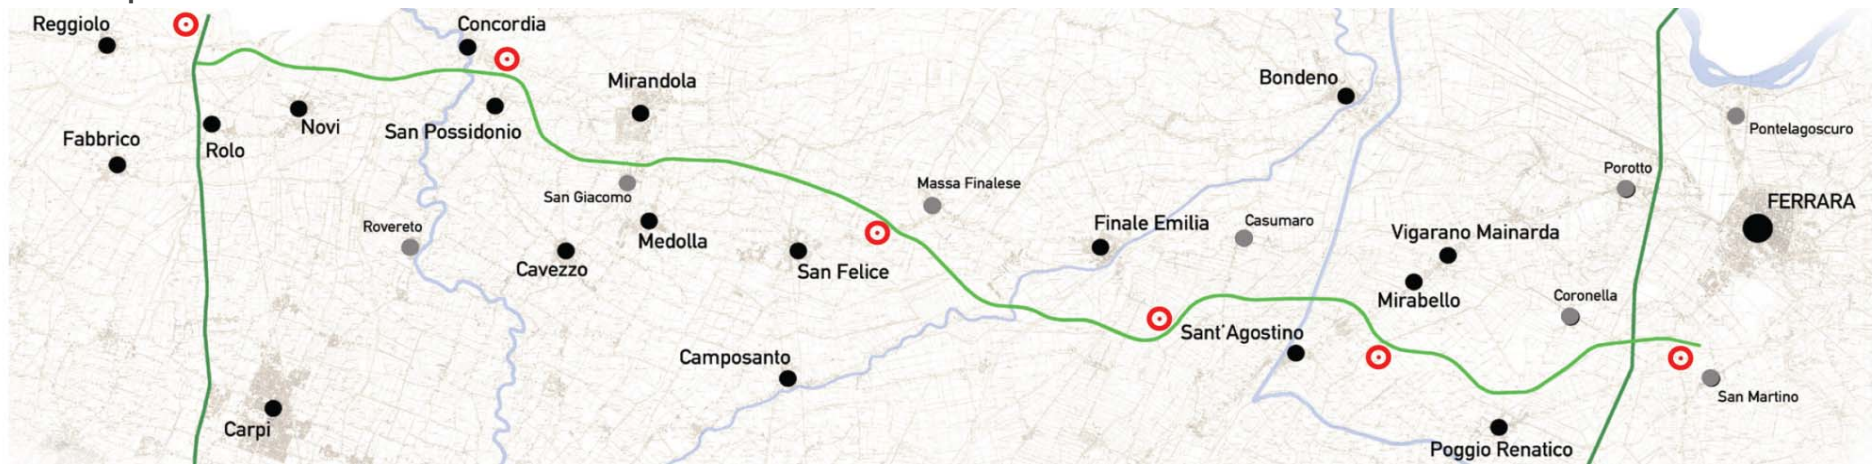 Reggiolo
Concordia
Mirandola
Bondeno
Fabbrico
Rolo
Novi
San Possidonio
Pontelagoscuro
Porotto
San Giacomo
Massa Finalese
FERRARA
Rovereto
Medolla
Finale Emilia
Casumaro
Vigarano Mainarda
Cavezzo
San Felice
Mirabello
Coronella
Sant'Agostino
Camposanto
San Martino
Carpi
Poggio Renatico